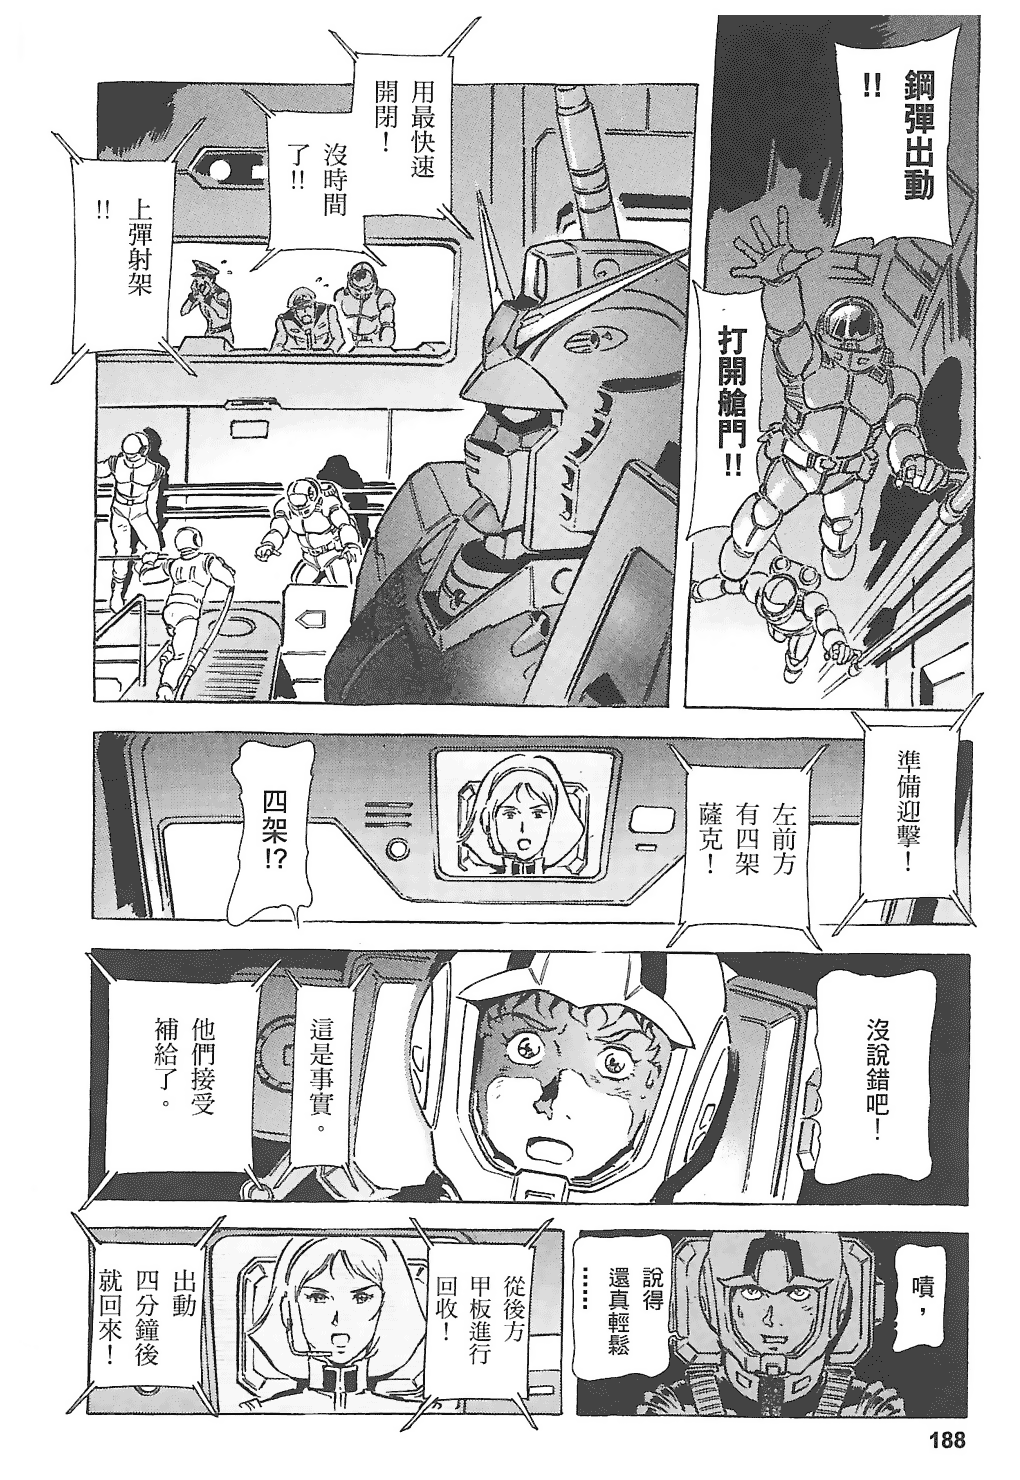 鋼彈出動
!!
打開艙門!!
用最快速
開閉！
沒時間
了!!
上彈射架
!!
準備迎擊！
左前方
有四架
薩克！
四架!?
沒說錯吧！
這是事實。
他們接受
補給了。
嘖，
說得
還真輕鬆
……
從後方
甲板進行
回收！
出動
四分鐘後
就回來！
188